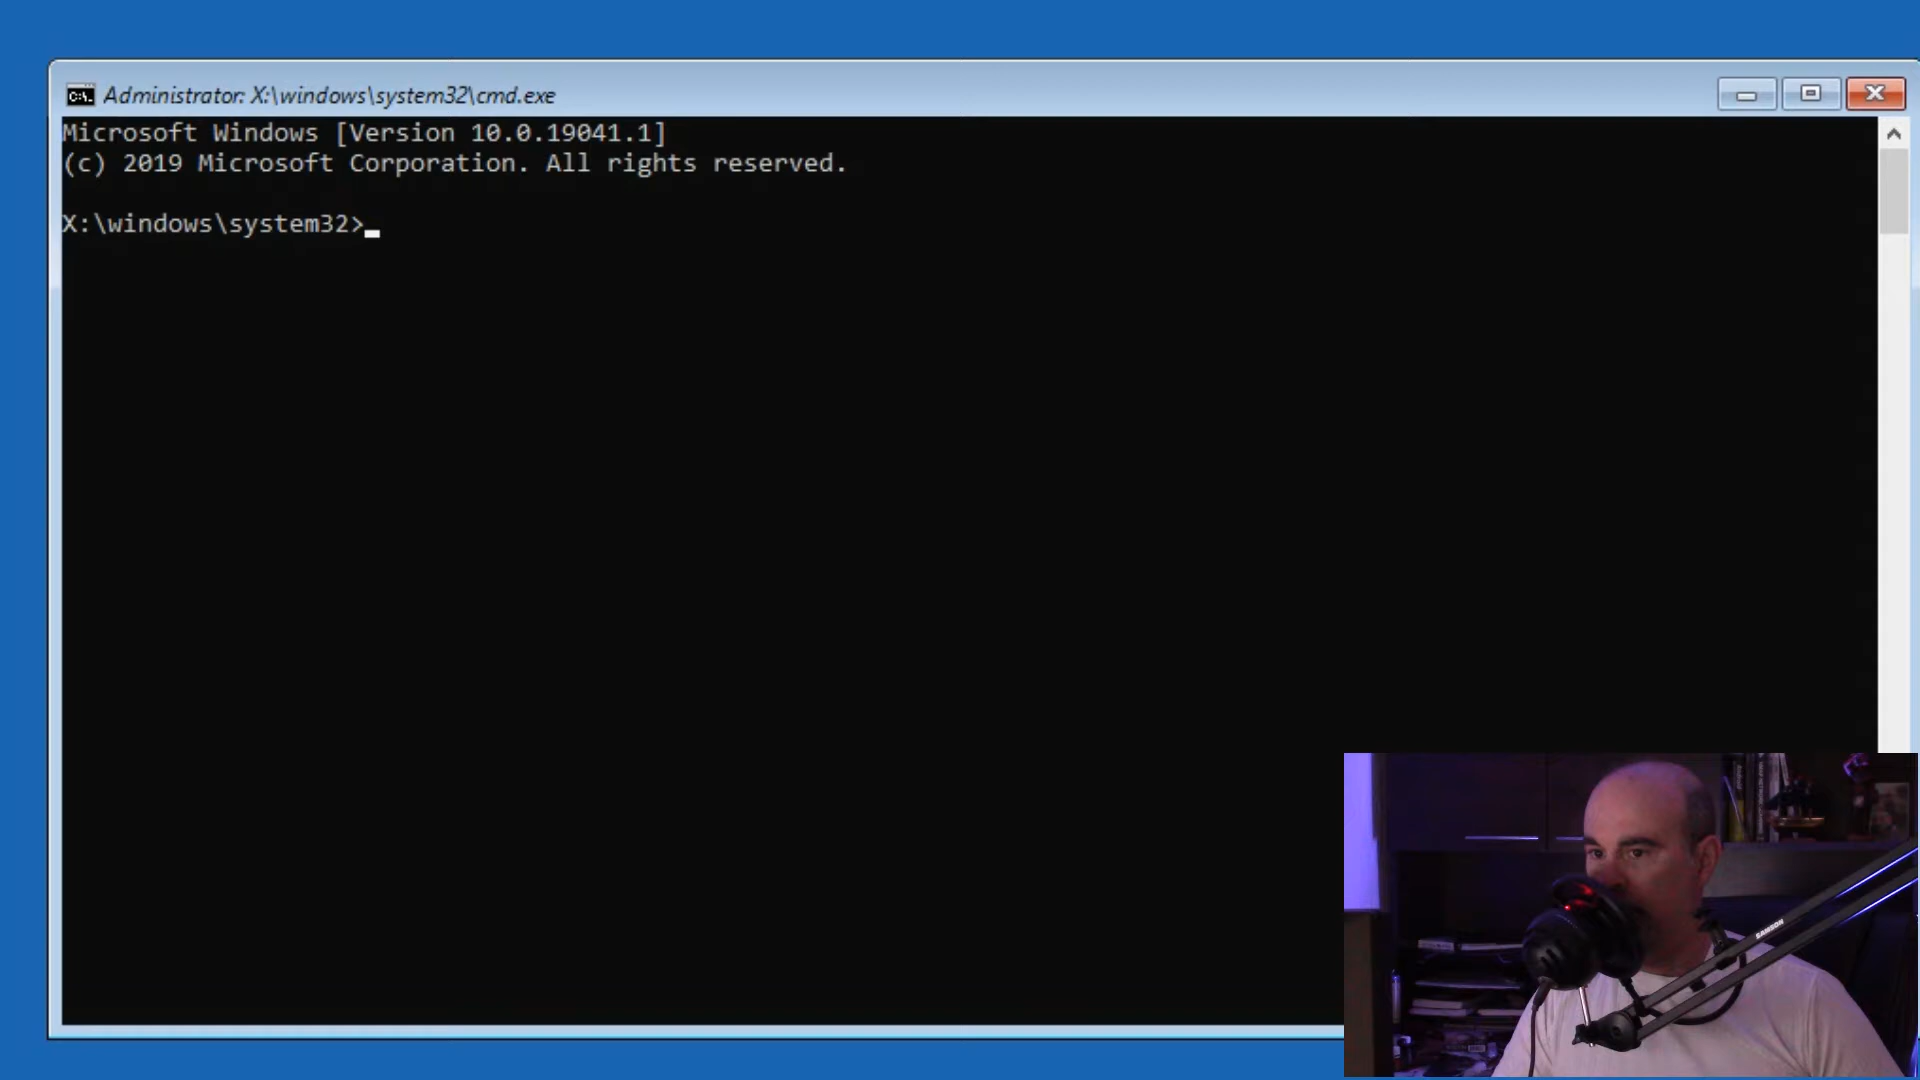 Administrator: X:\windows\system32\cmd.exe
Microsoft Windows [Version 10.0.19041.1]
(c) 2019 Microsoft Corporation. All rights reserved.
X:\windows\system32>
SAMSON